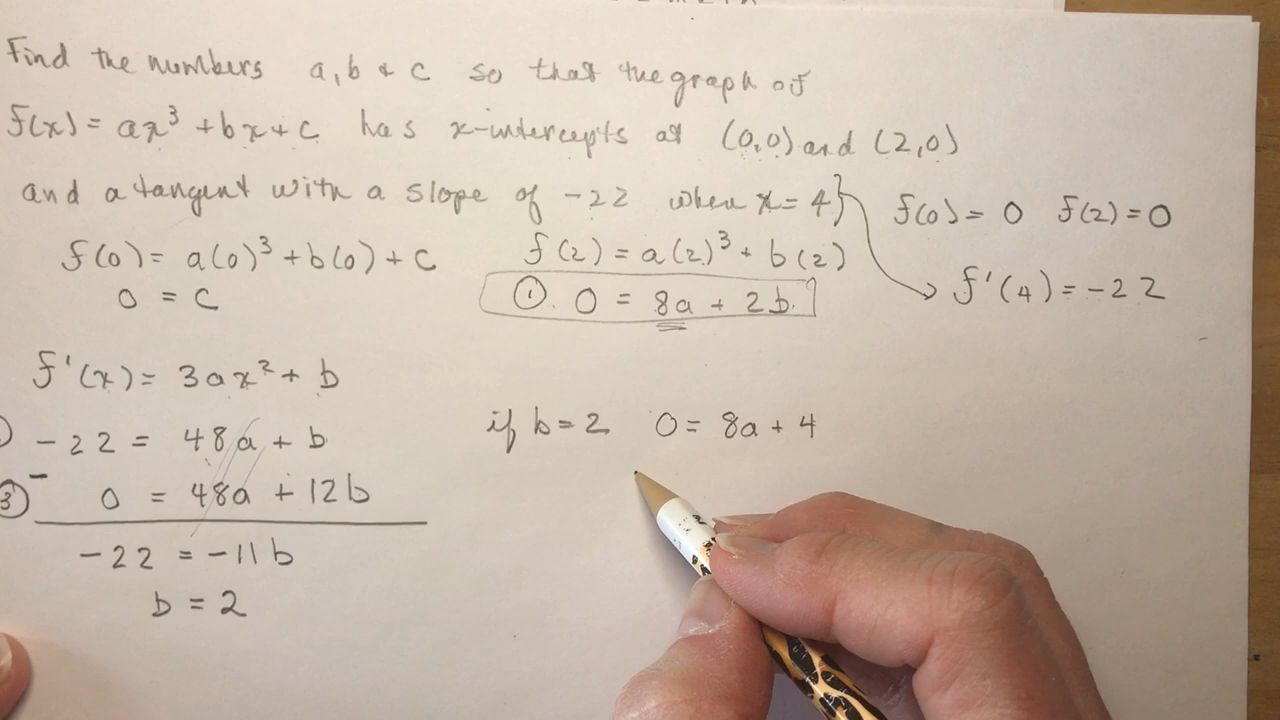 Find the numbers a, b & c so that the graph of
f(x) = ax³ + bx + c has x-intercepts at (0,0) and (2,0)
and a tangent with a slope of -22 when x = 4}
f(0) = 0 f(2) = 0
f(0) = a(0)³ + b(0) + c
f(2) = a(2)³ + b(2)
f'(4) = -22
0 = c
①. 0 = 8a + 2b
f'(x) = 3ax² + b
-22 = 48a + b
if b = 2 0 = 8a + 4
③ - 0 = 48a + 12b
-22 = -11b
b = 2